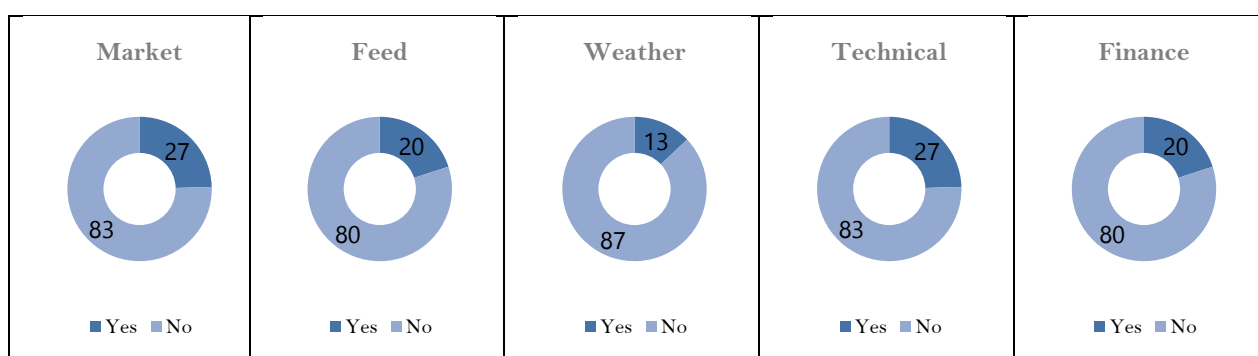 Market
27
83
Yes No
Feed
20
80
Yes No
Weather
13
87
Yes No
Technical
27
83
Yes No
Finance
20
80
Yes No